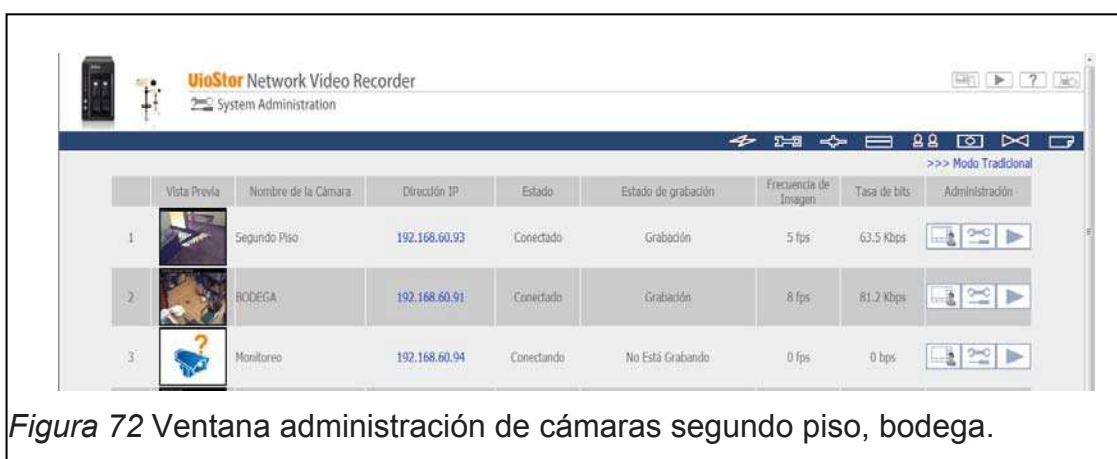 VioStor Network Video Recorder
System Administration
>>> Modo Tradicional
Vista Previa Nombre de la Cámara Dirección IP Estado Estado de grabación Frecuencia de Imagen Tasa de bits Administración
1 Segundo Piso 192.168.60.93 Conectado Grabación 5 fps 63.5 Kbps
2 BODEGA 192.168.60.91 Conectado Grabación 8 fps 81.2 Kbps
3 ? Monitoreo 192.168.60.94 Conectando No Está Grabando 0 fps 0 bps
Figura 72 Ventana administración de cámaras segundo piso, bodega.